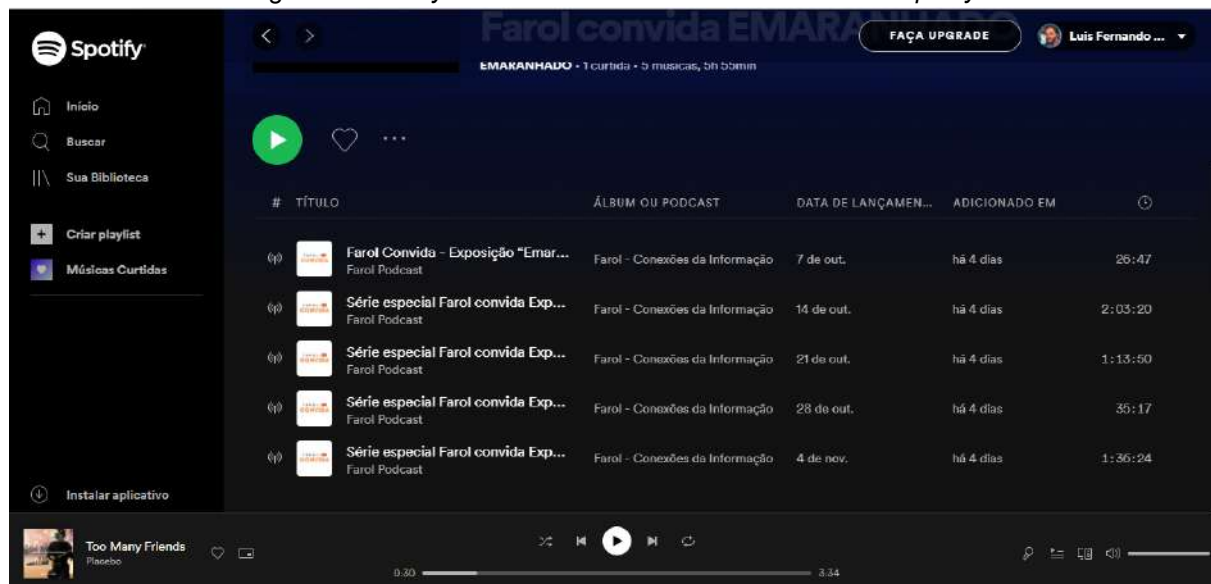 Spotify
Farol convida EMARANHADO
FAÇA UPGRADE
Luis Fernando ...
EMARANHADO • 1 curtida • 5 músicas, 5h 55min
Início
Buscar
Sua Biblioteca
Criar playlist
Músicas Curtidas
Instalar aplicativo
# TÍTULO ÁLBUM OU PODCAST DATA DE LANÇAMEN... ADICIONADO EM
Farol Convida - Exposição "Emar... Farol - Conexões da Informação 7 de out. há 4 dias 26:47
Farol Podcast
Série especial Farol convida Exp... Farol - Conexões da Informação 14 de out. há 4 dias 2:03:20
Farol Podcast
Série especial Farol convida Exp... Farol - Conexões da Informação 21 de out. há 4 dias 1:13:50
Farol Podcast
Série especial Farol convida Exp... Farol - Conexões da Informação 28 de out. há 4 dias 35:17
Farol Podcast
Série especial Farol convida Exp... Farol - Conexões da Informação 4 de nov. há 4 dias 1:36:24
Farol Podcast
Too Many Friends
Placebo
0:30 3:34